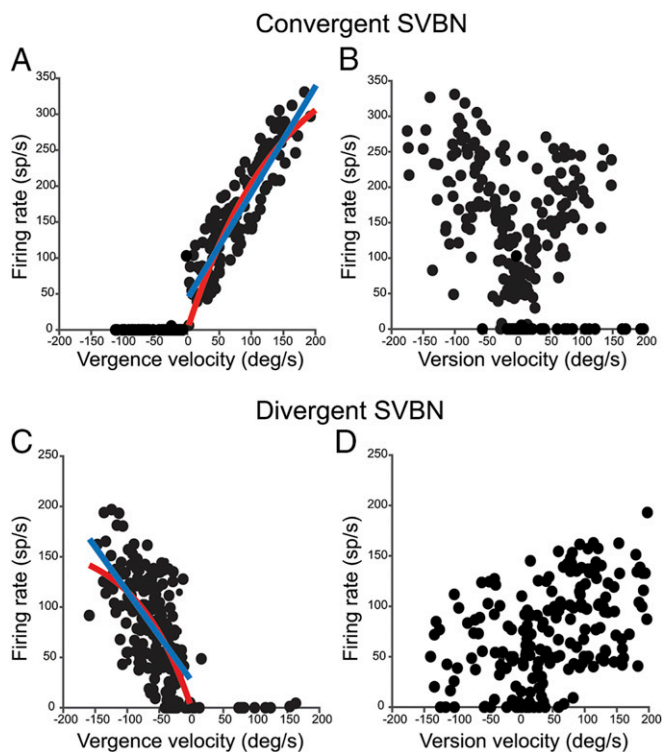 Convergent SVBN
A B
350 350
300 300
250 250
200 200
150 150
100 100
50 50
0 0
Firing rate (sp/s) Firing rate (sp/s)
-200 -150 -100 -50 0 50 100 150 200 -200 -150 -100 -50 0 50 100 150 200
Vergence velocity (deg/s) Version velocity (deg/s)
Divergent SVBN
C D
250 250
200 200
150 150
100 100
50 50
0 0
Firing rate (sp/s) Firing rate (sp/s)
-200 -150 -100 -50 0 50 100 150 200 -200 -150 -100 -50 0 50 100 150 200
Vergence velocity (deg/s) Version velocity (deg/s)